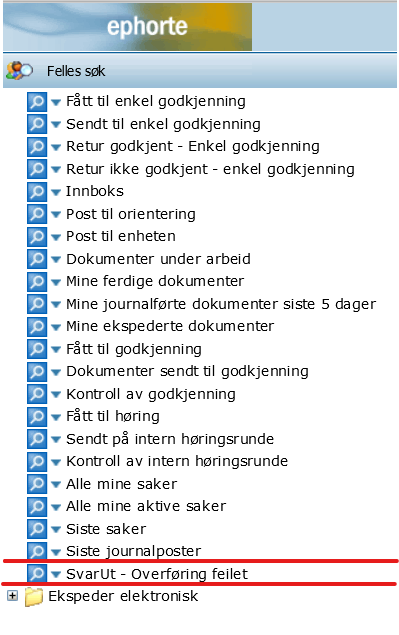 ephorte
Felles søk
Fått til enkel godkjenning
Sendt til enkel godkjenning
Retur godkjent - Enkel godkjenning
Retur ikke godkjent - enkel godkjenning
Innboks
Post til orientering
Post til enheten
Dokumenter under arbeid
Mine ferdige dokumenter
Mine journalførte dokumenter siste 5 dager
Mine ekspederte dokumenter
Fått til godkjenning
Dokumenter sendt til godkjenning
Kontroll av godkjenning
Fått til høring
Sendt på intern høringsrunde
Kontroll av intern høringsrunde
Alle mine saker
Alle mine aktive saker
Siste saker
Siste journalposter
SvarUt - Overføring feilet
Ekspeder elektronisk